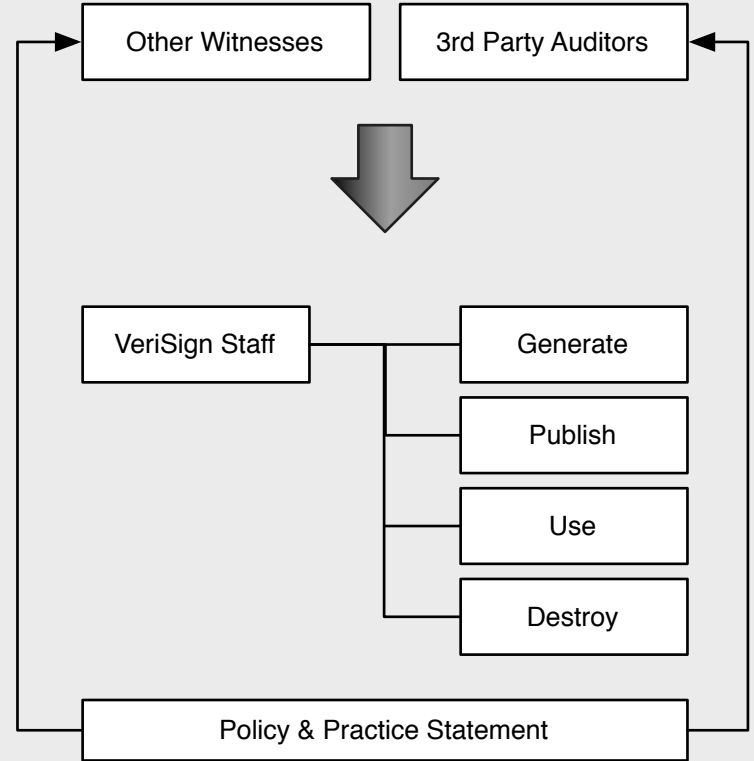 Other Witnesses
3rd Party Auditors
VeriSign Staff
Generate
Publish
Use
Destroy
Policy & Practice Statement